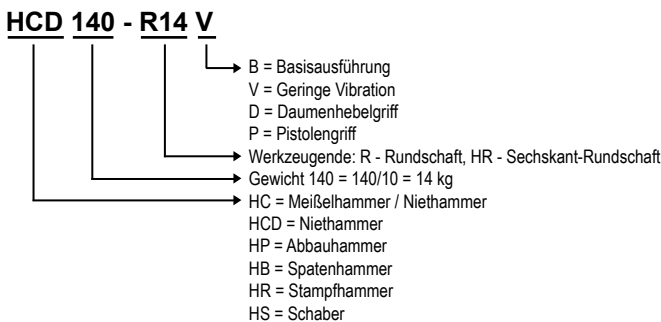 HCD 140 - R14 V
B = Basisausführung
V = Geringe Vibration
D = Daumenhebelgriff
P = Pistolengriff
Werkzeugende: R - Rundschaft, HR - Sechskant-Rundschaft
Gewicht 140 = 140/10 = 14 kg
HC = Meißelhammer / Niethammer
HCD = Niethammer
HP = Abbauhammer
HB = Spatenhammer
HR = Stampfhammer
HS = Schaber